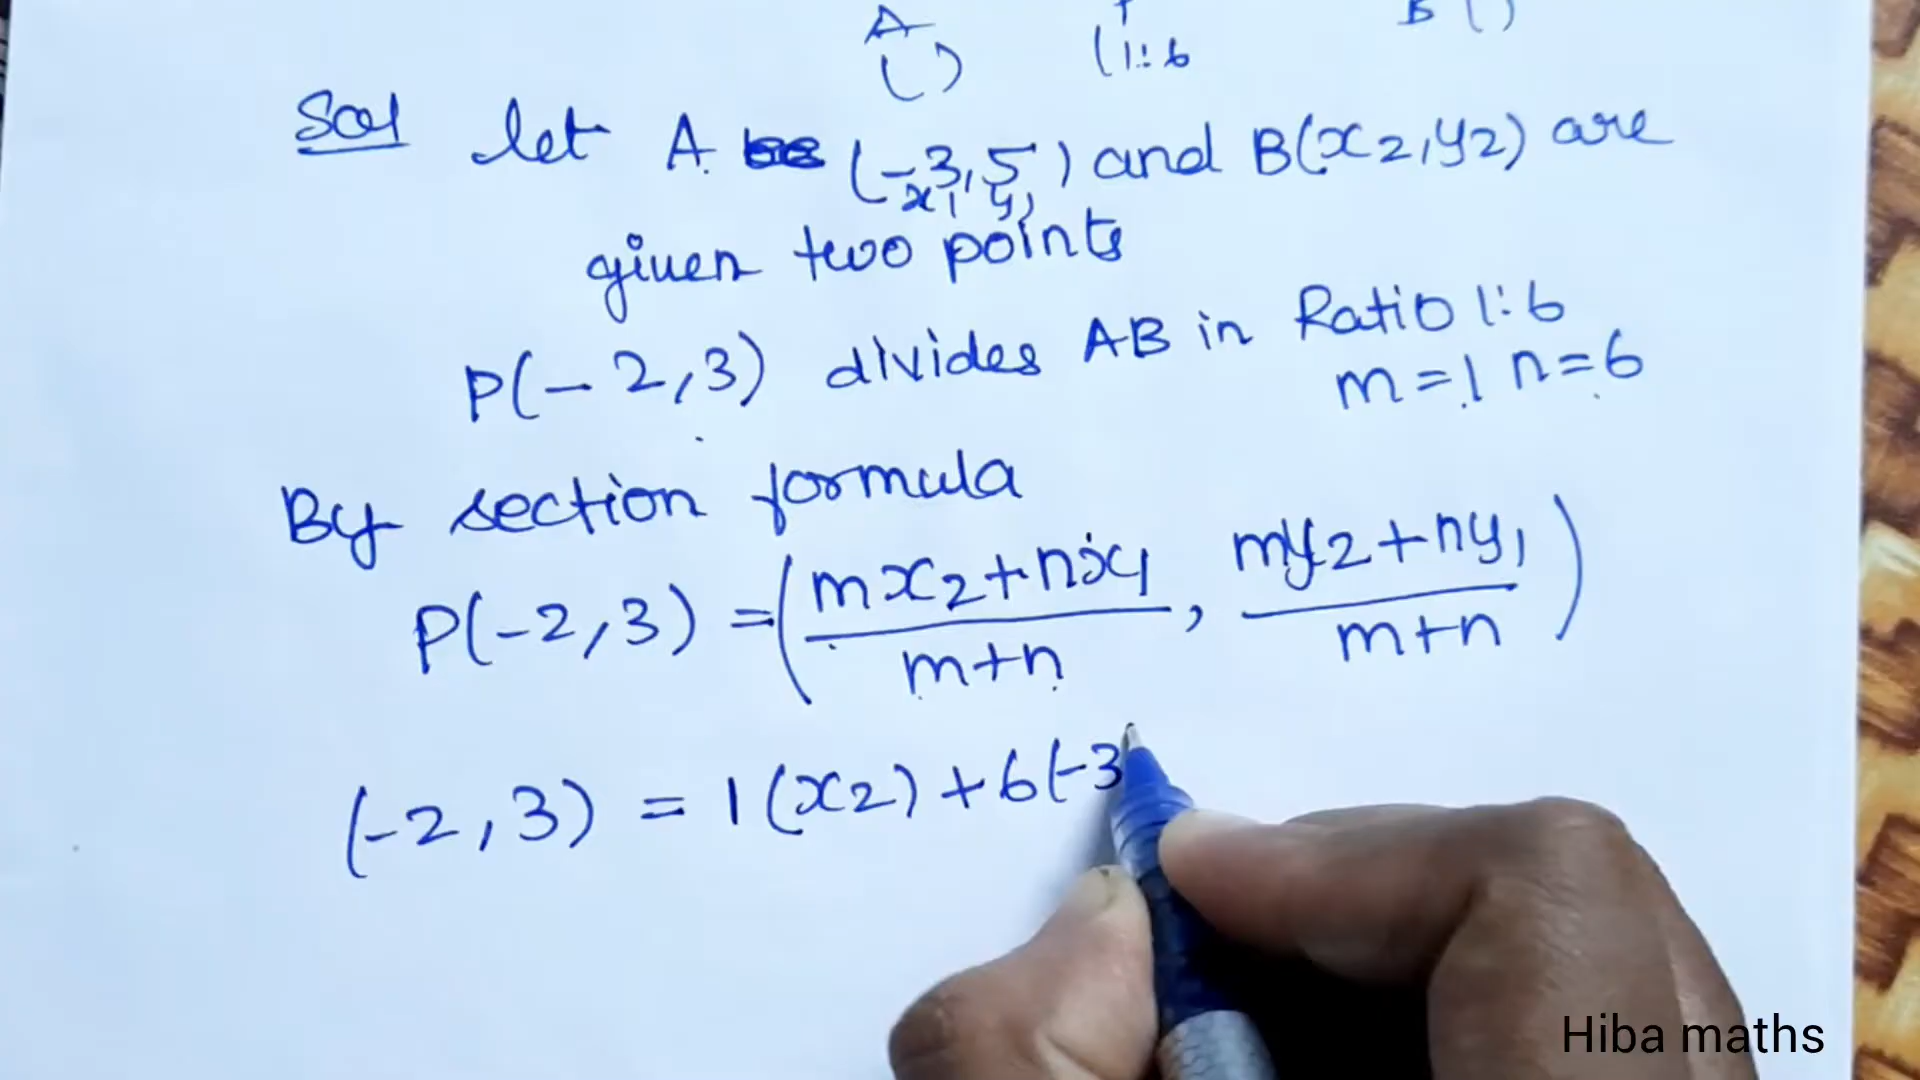 A P B ( )
( ) (1:6
Sol let A (-3,5) and B(x2,y2) are
x1 y1
given two points
P(-2,3) divides AB in Ratio 1:6
m=1 n=6
By section formula
P(-2,3) = (mx2+nx1/m+n, my2+ny1/m+n)
(-2,3) = 1(x2)+6(-3
Hiba maths